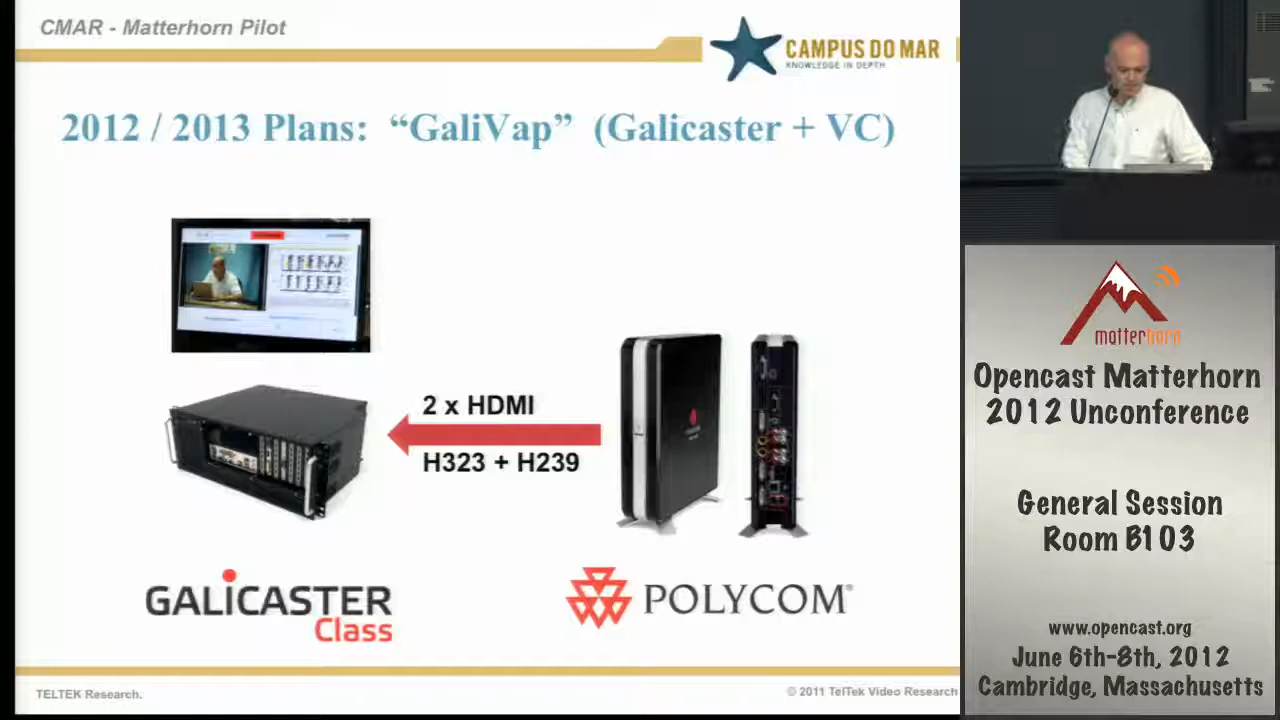 CMAR - Matterhorn Pilot
CAMPUS DO MAR
KNOWLEDGE IN DEPTH
2012 / 2013 Plans: “GaliVap” (Galicaster + VC)
2 x HDMI
H323 + H239
GALiCASTER
Class
POLYCOM®
TELTEK Research.
© 2011 TelTek Video Research
matterhorn
Opencast Matterhorn
2012 Unconference
General Session
Room B103
www.opencast.org
June 6th-8th, 2012
Cambridge, Massachusetts